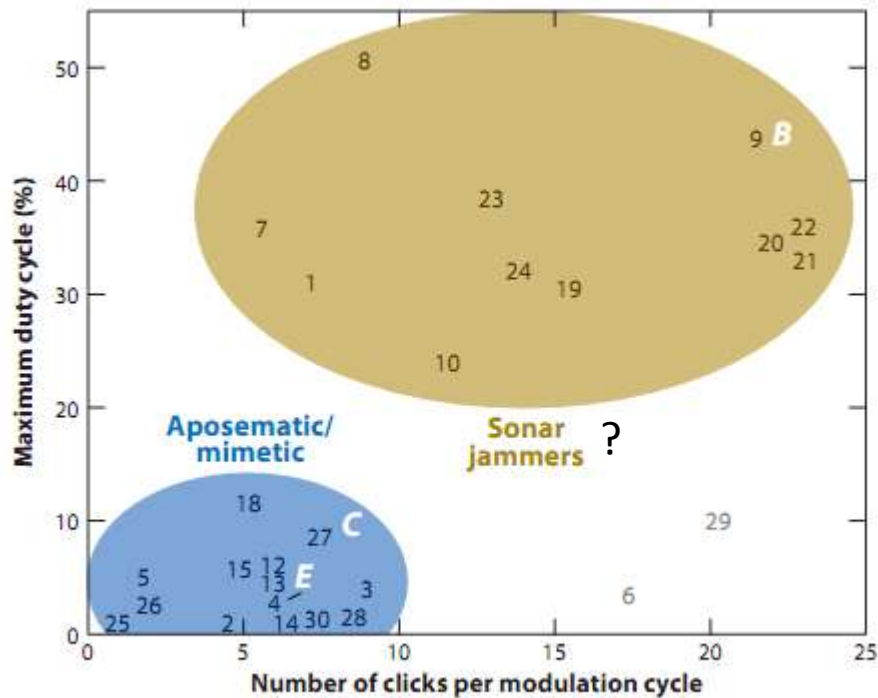 50
40
30
20
10
0
Maximum duty cycle (%)
8
9 B
23
7
22
20
21
24
1
19
10
Aposematic/
mimetic
Sonar
jammers ?
18
27 C
29
15 12
5
13 E
3
26
4
6
25
2
14 30 28
0 5 10 15 20 25
Number of clicks per modulation cycle